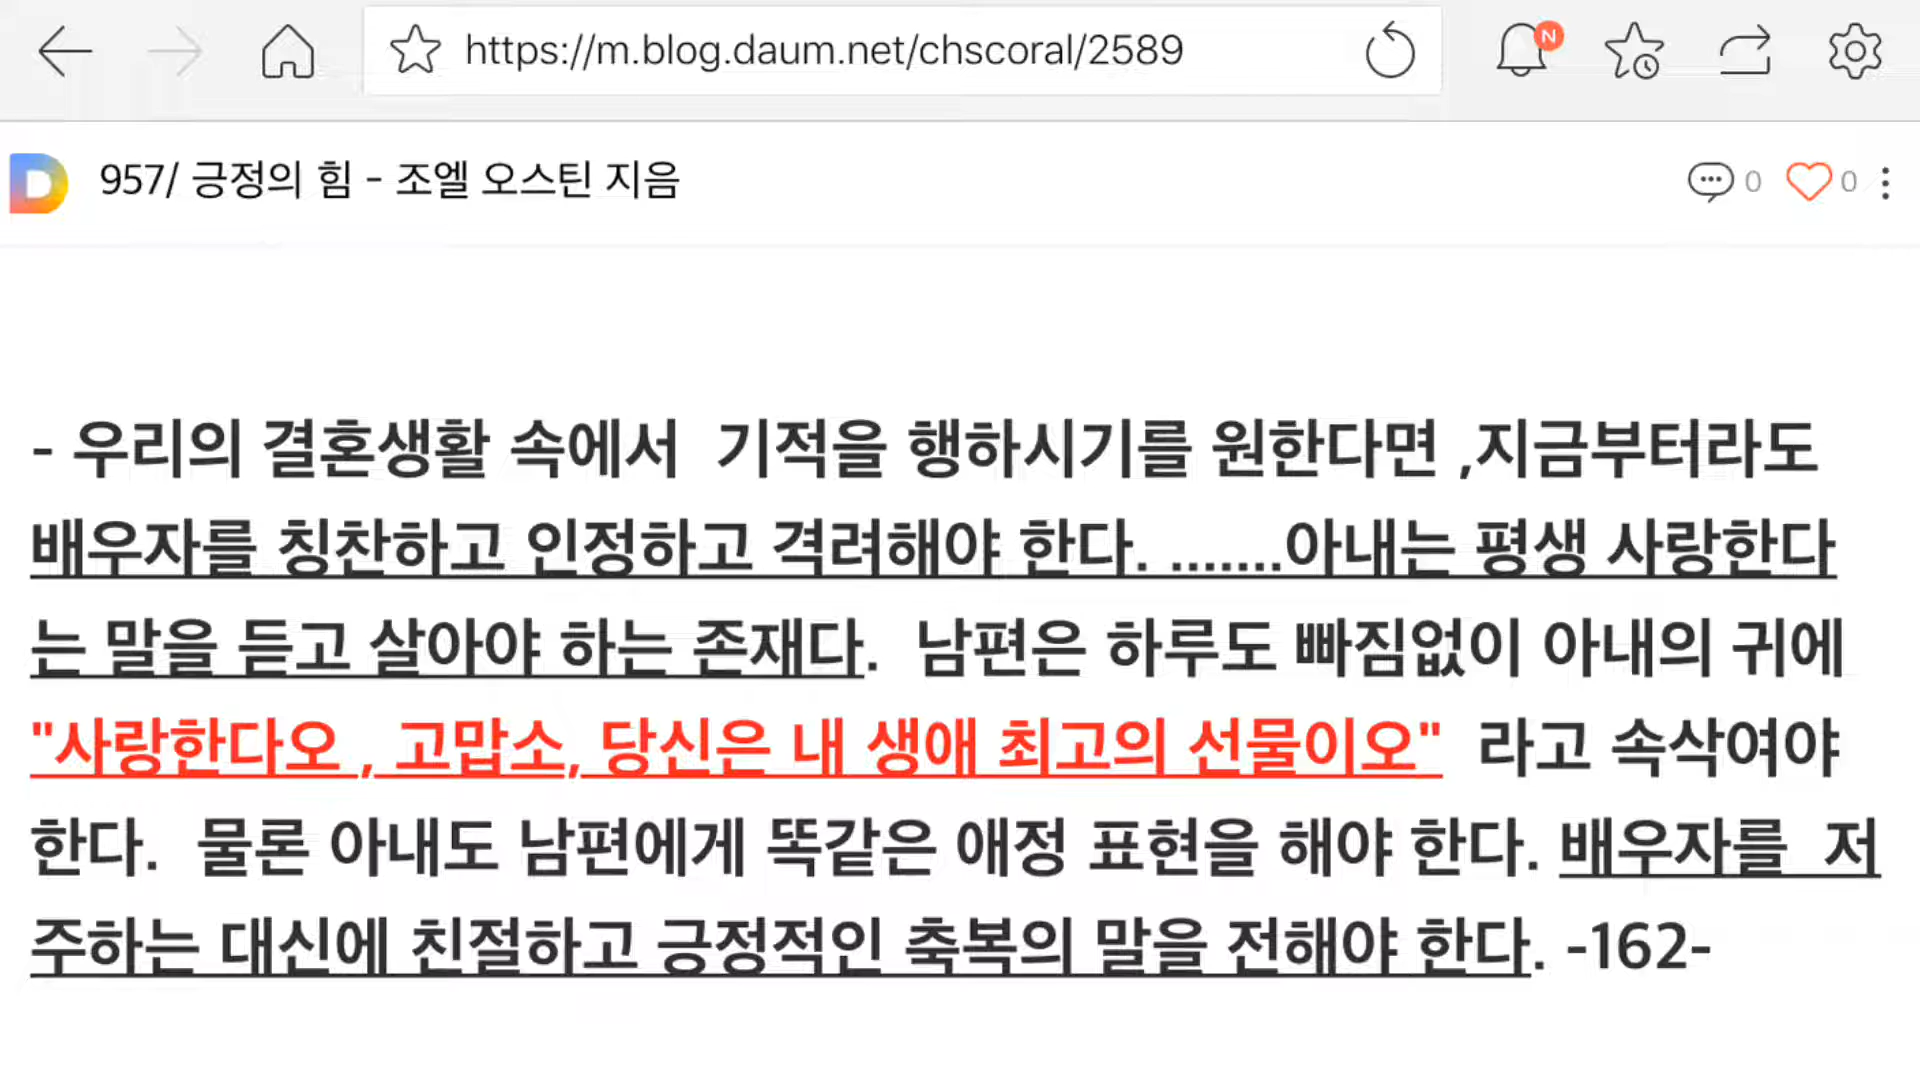 https://m.blog.daum.net/chscoral/2589
N
D 957/ 긍정의 힘 - 조엘 오스틴 지음 0 0
- 우리의 결혼생활 속에서 기적을 행하시기를 원한다면 ,지금부터라도
배우자를 칭찬하고 인정하고 격려해야 한다. .......아내는 평생 사랑한다
는 말을 듣고 살아야 하는 존재다. 남편은 하루도 빠짐없이 아내의 귀에
"사랑한다오 , 고맙소, 당신은 내 생애 최고의 선물이오" 라고 속삭여야
한다. 물론 아내도 남편에게 똑같은 애정 표현을 해야 한다. 배우자를 저
주하는 대신에 친절하고 긍정적인 축복의 말을 전해야 한다. -162-